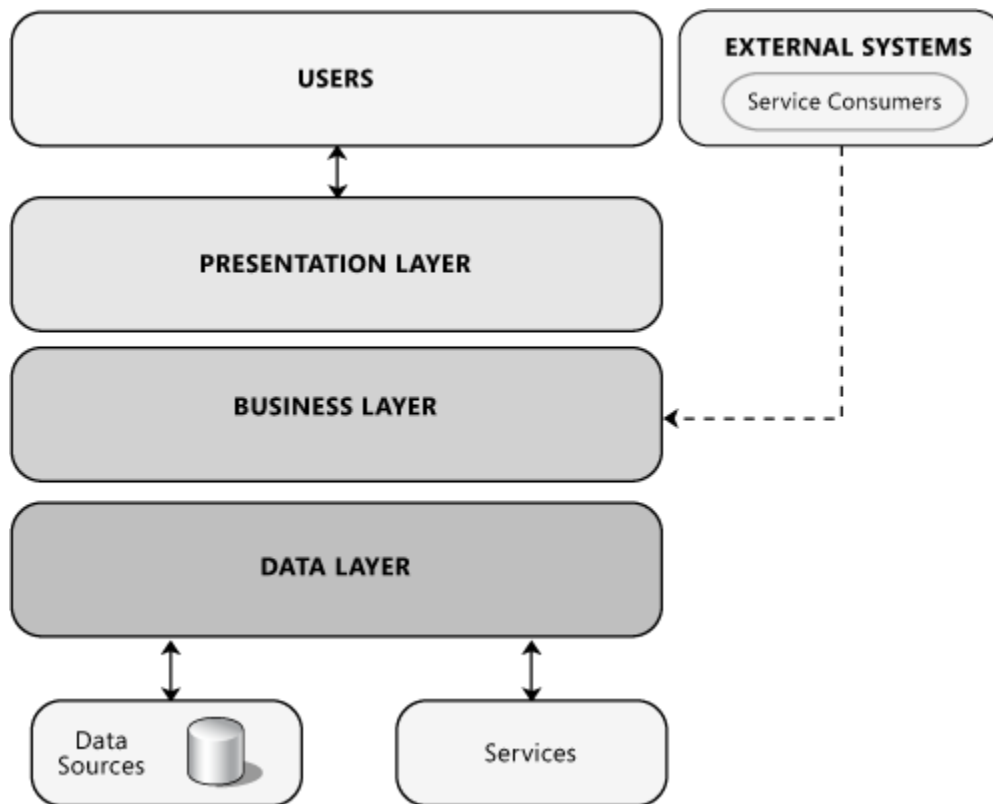 USERS
EXTERNAL SYSTEMS
Service Consumers
PRESENTATION LAYER
BUSINESS LAYER
DATA LAYER
Data
Sources
Services